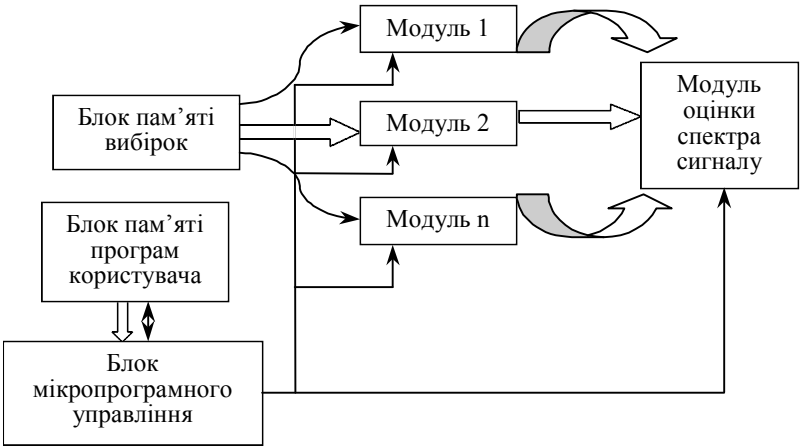 Модуль 1
Модуль
оцінки
спектра
сигналу
Блок пам’яті
вибірок
Модуль 2
Блок пам’яті
програм
користувача
Модуль n
Блок
мікропрограмного
управління